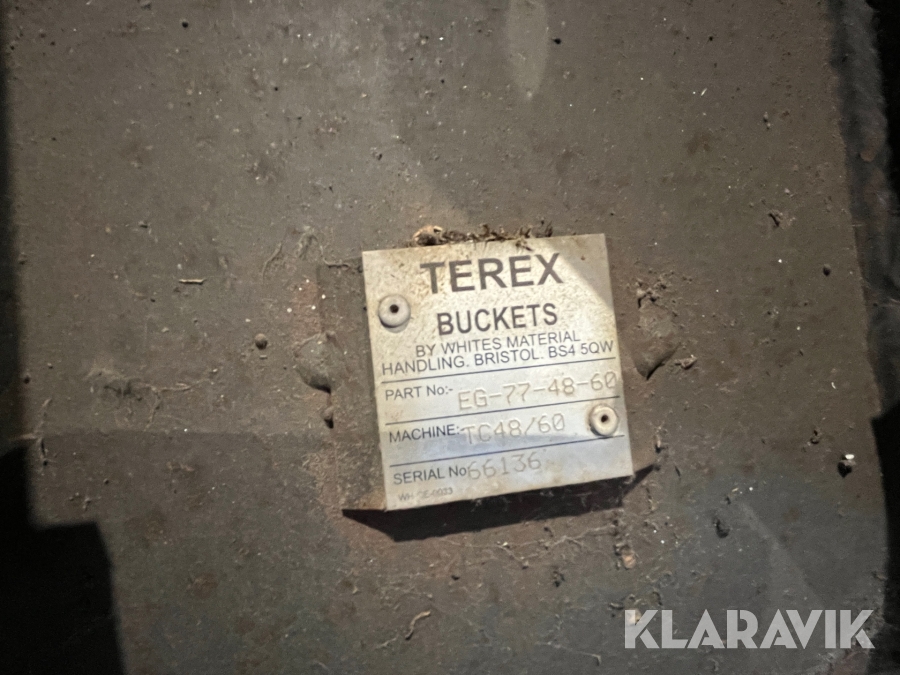 TEREX
BUCKETS
BY WHITES MATERIAL
HANDLING. BRISTOL. BS4 5QW
PART No:- EG-77-48-60
MACHINE: TC48/60
SERIAL No 66136
KLARAVIK